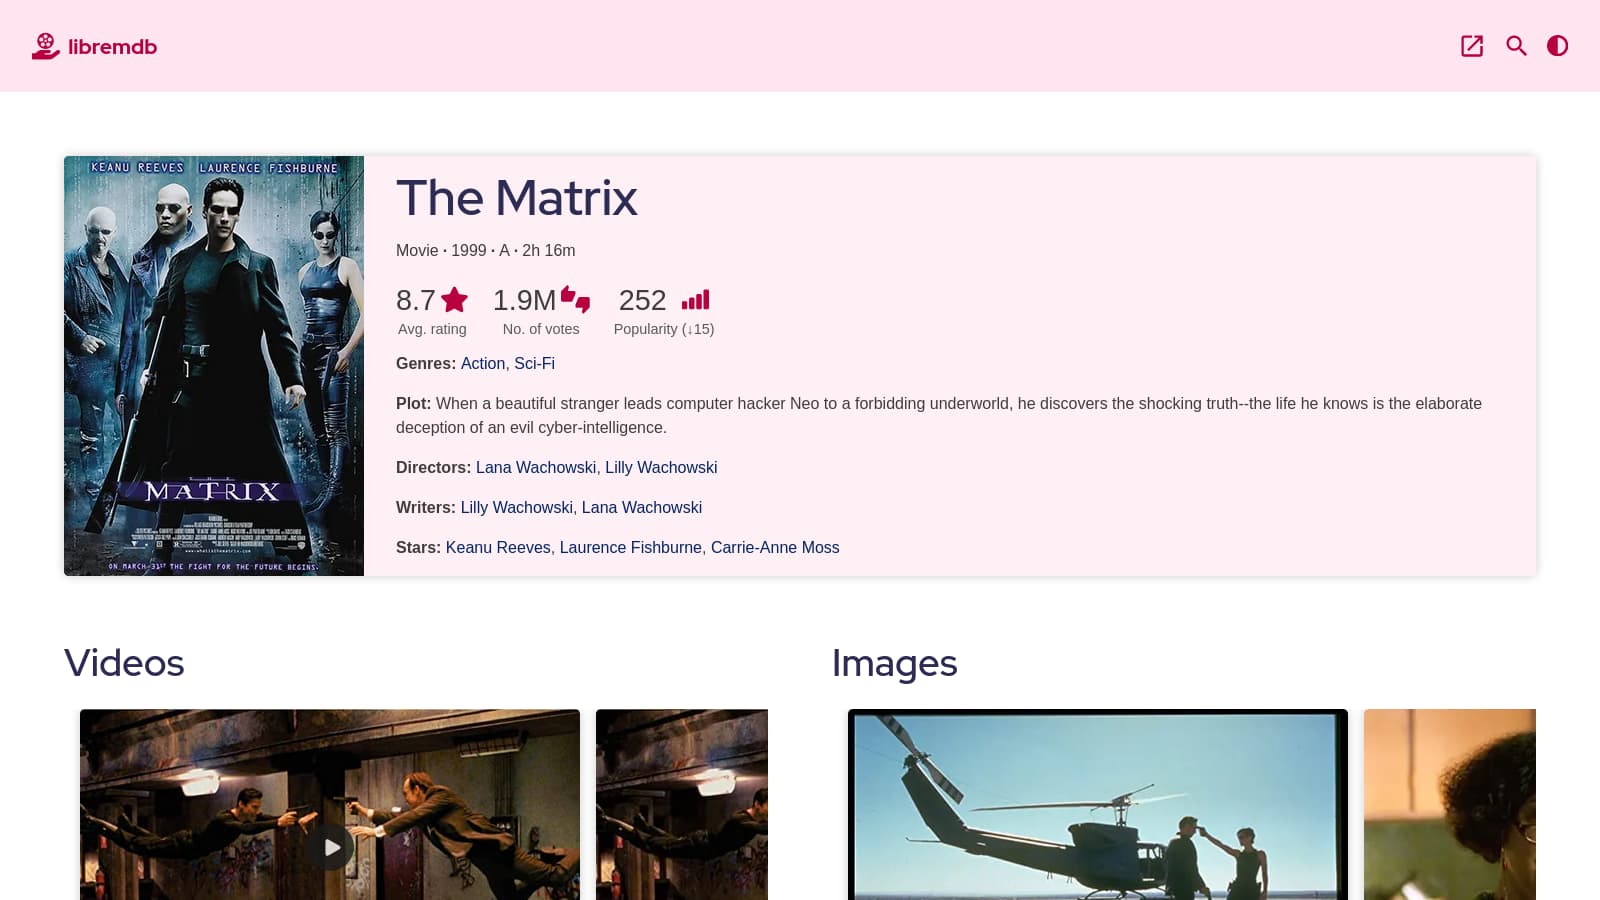 libremdb
KEANU REEVES LAURENCE FISHBURNE
THE
MATRIX
www.whatisthematrix.com
ON MARCH 31ST THE FIGHT FOR THE FUTURE BEGINS.
The Matrix
Movie · 1999 · A · 2h 16m
8.7 1.9M 252
Avg. rating No. of votes Popularity (↓15)
Genres: Action, Sci-Fi
Plot: When a beautiful stranger leads computer hacker Neo to a forbidding underworld, he discovers the shocking truth--the life he knows is the elaborate
deception of an evil cyber-intelligence.
Directors: Lana Wachowski, Lilly Wachowski
Writers: Lilly Wachowski, Lana Wachowski
Stars: Keanu Reeves, Laurence Fishburne, Carrie-Anne Moss
Videos Images